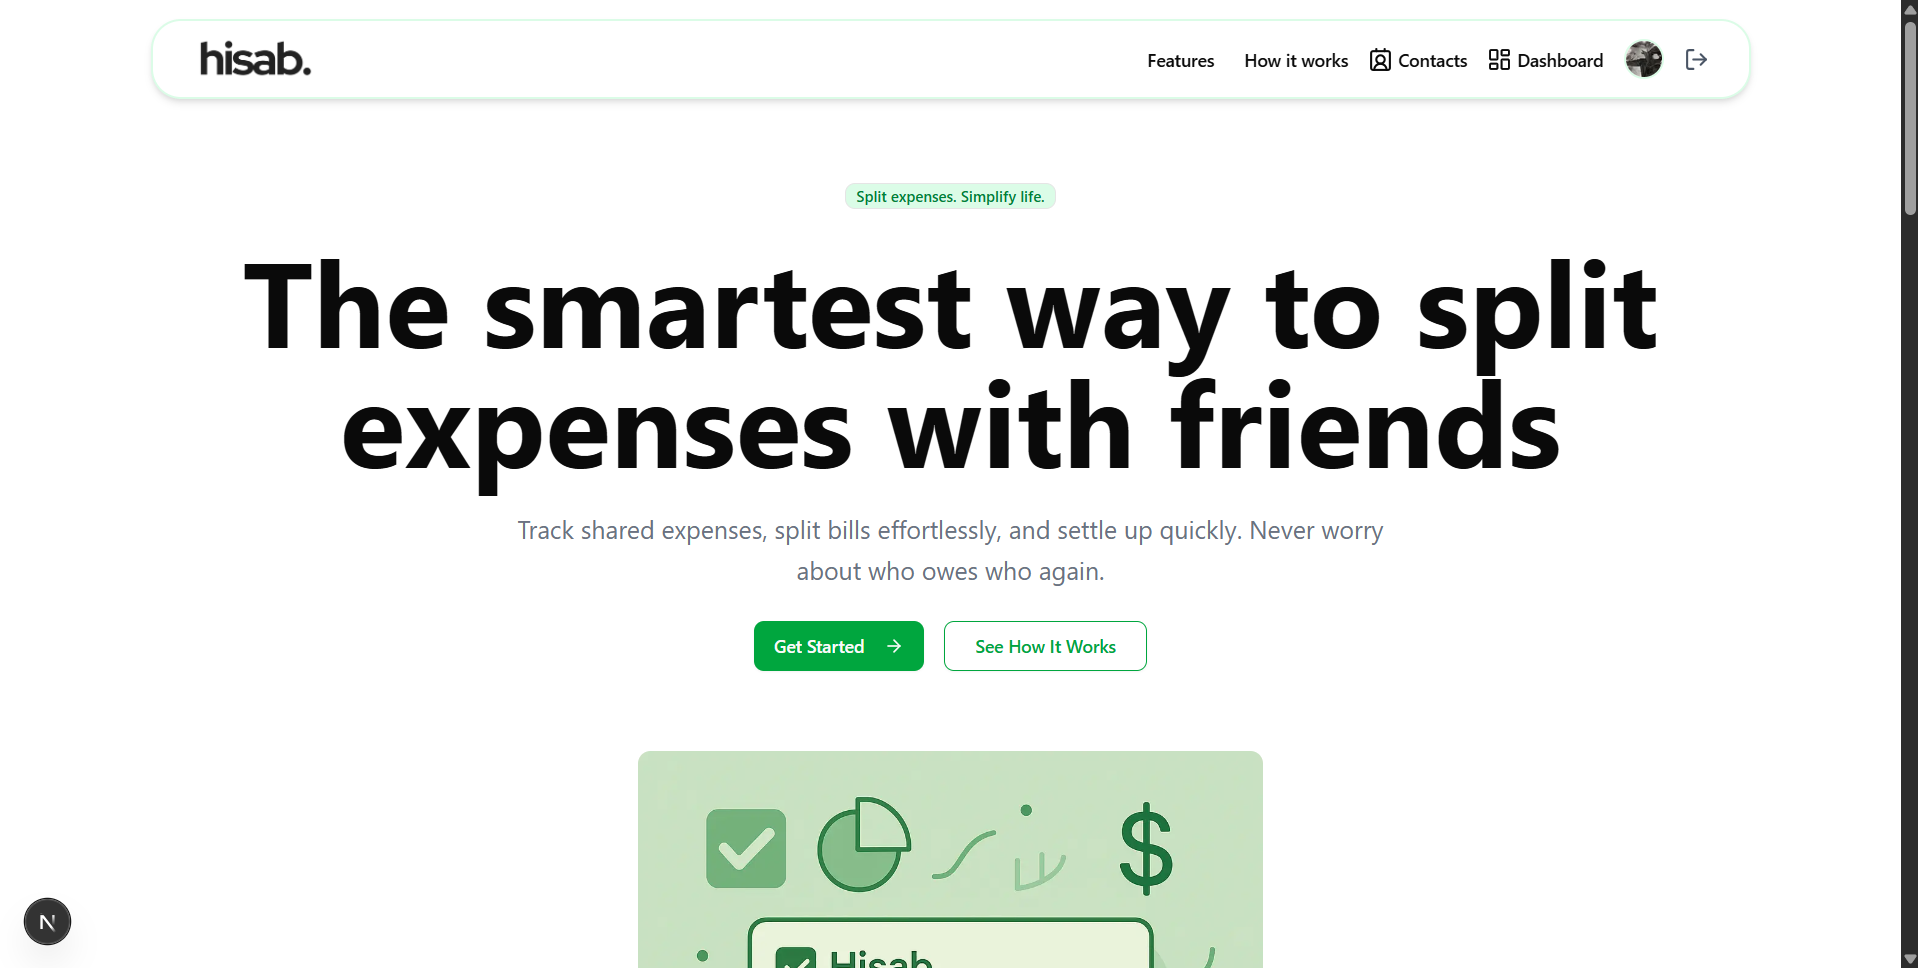 hisab.
Features How it works Contacts Dashboard
Split expenses. Simplify life.
The smartest way to split
expenses with friends
Track shared expenses, split bills effortlessly, and settle up quickly. Never worry
about who owes who again.
Get Started → See How It Works
$
Hisab
N